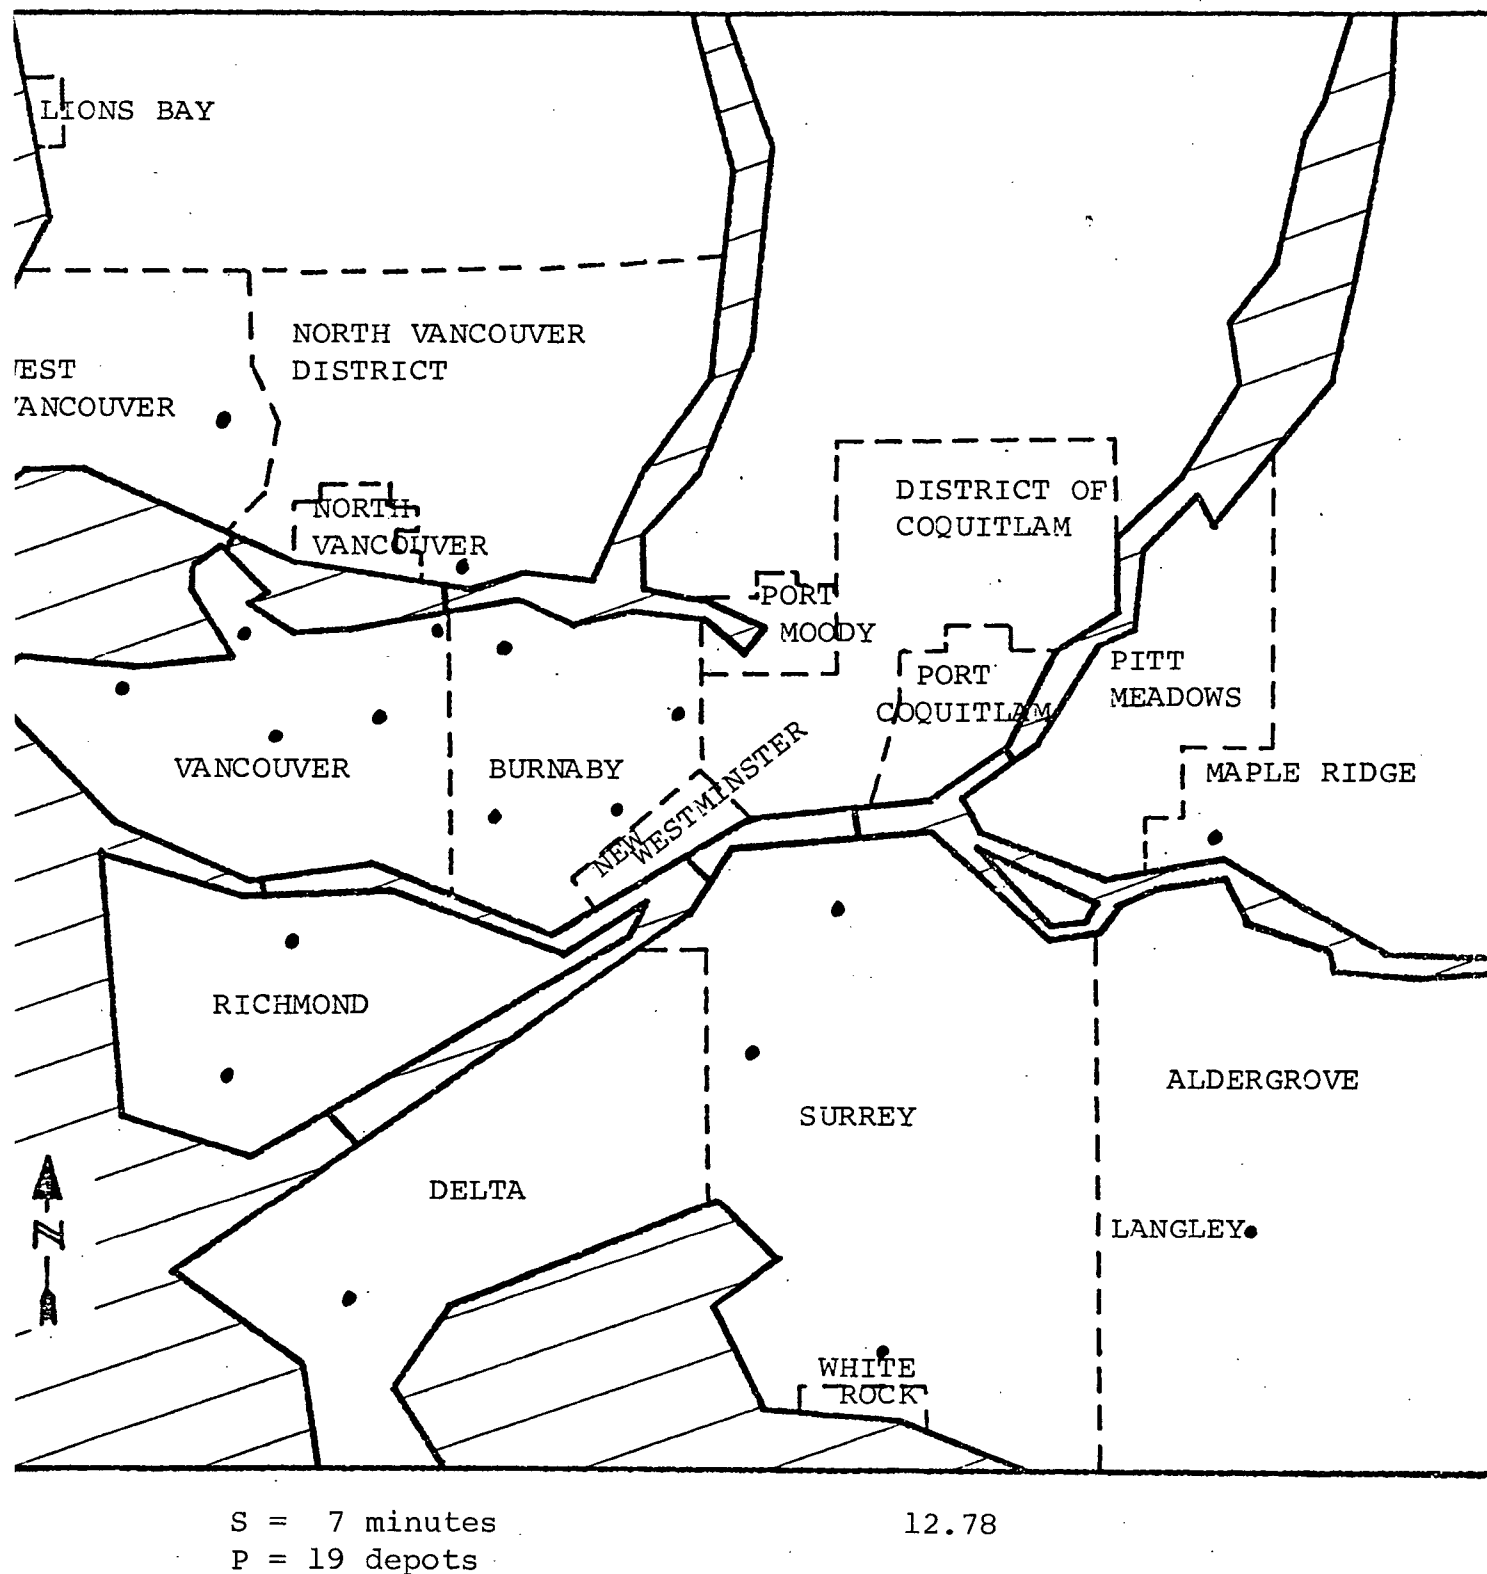 LIONS BAY
NORTH VANCOUVER
DISTRICT
EST
ANCOUVER
DISTRICT OF
COQUITLAM
NORTH
VANCOUVER
PORT
MOODY
PORT
COQUITLAM
PITT
MEADOWS
VANCOUVER
BURNABY
NEW
WESTMINSTER
MAPLE RIDGE
RICHMOND
ALDERGROVE
SURREY
DELTA
N
LANGLEY
WHITE
ROCK
S = 7 minutes
P = 19 depots
12.78